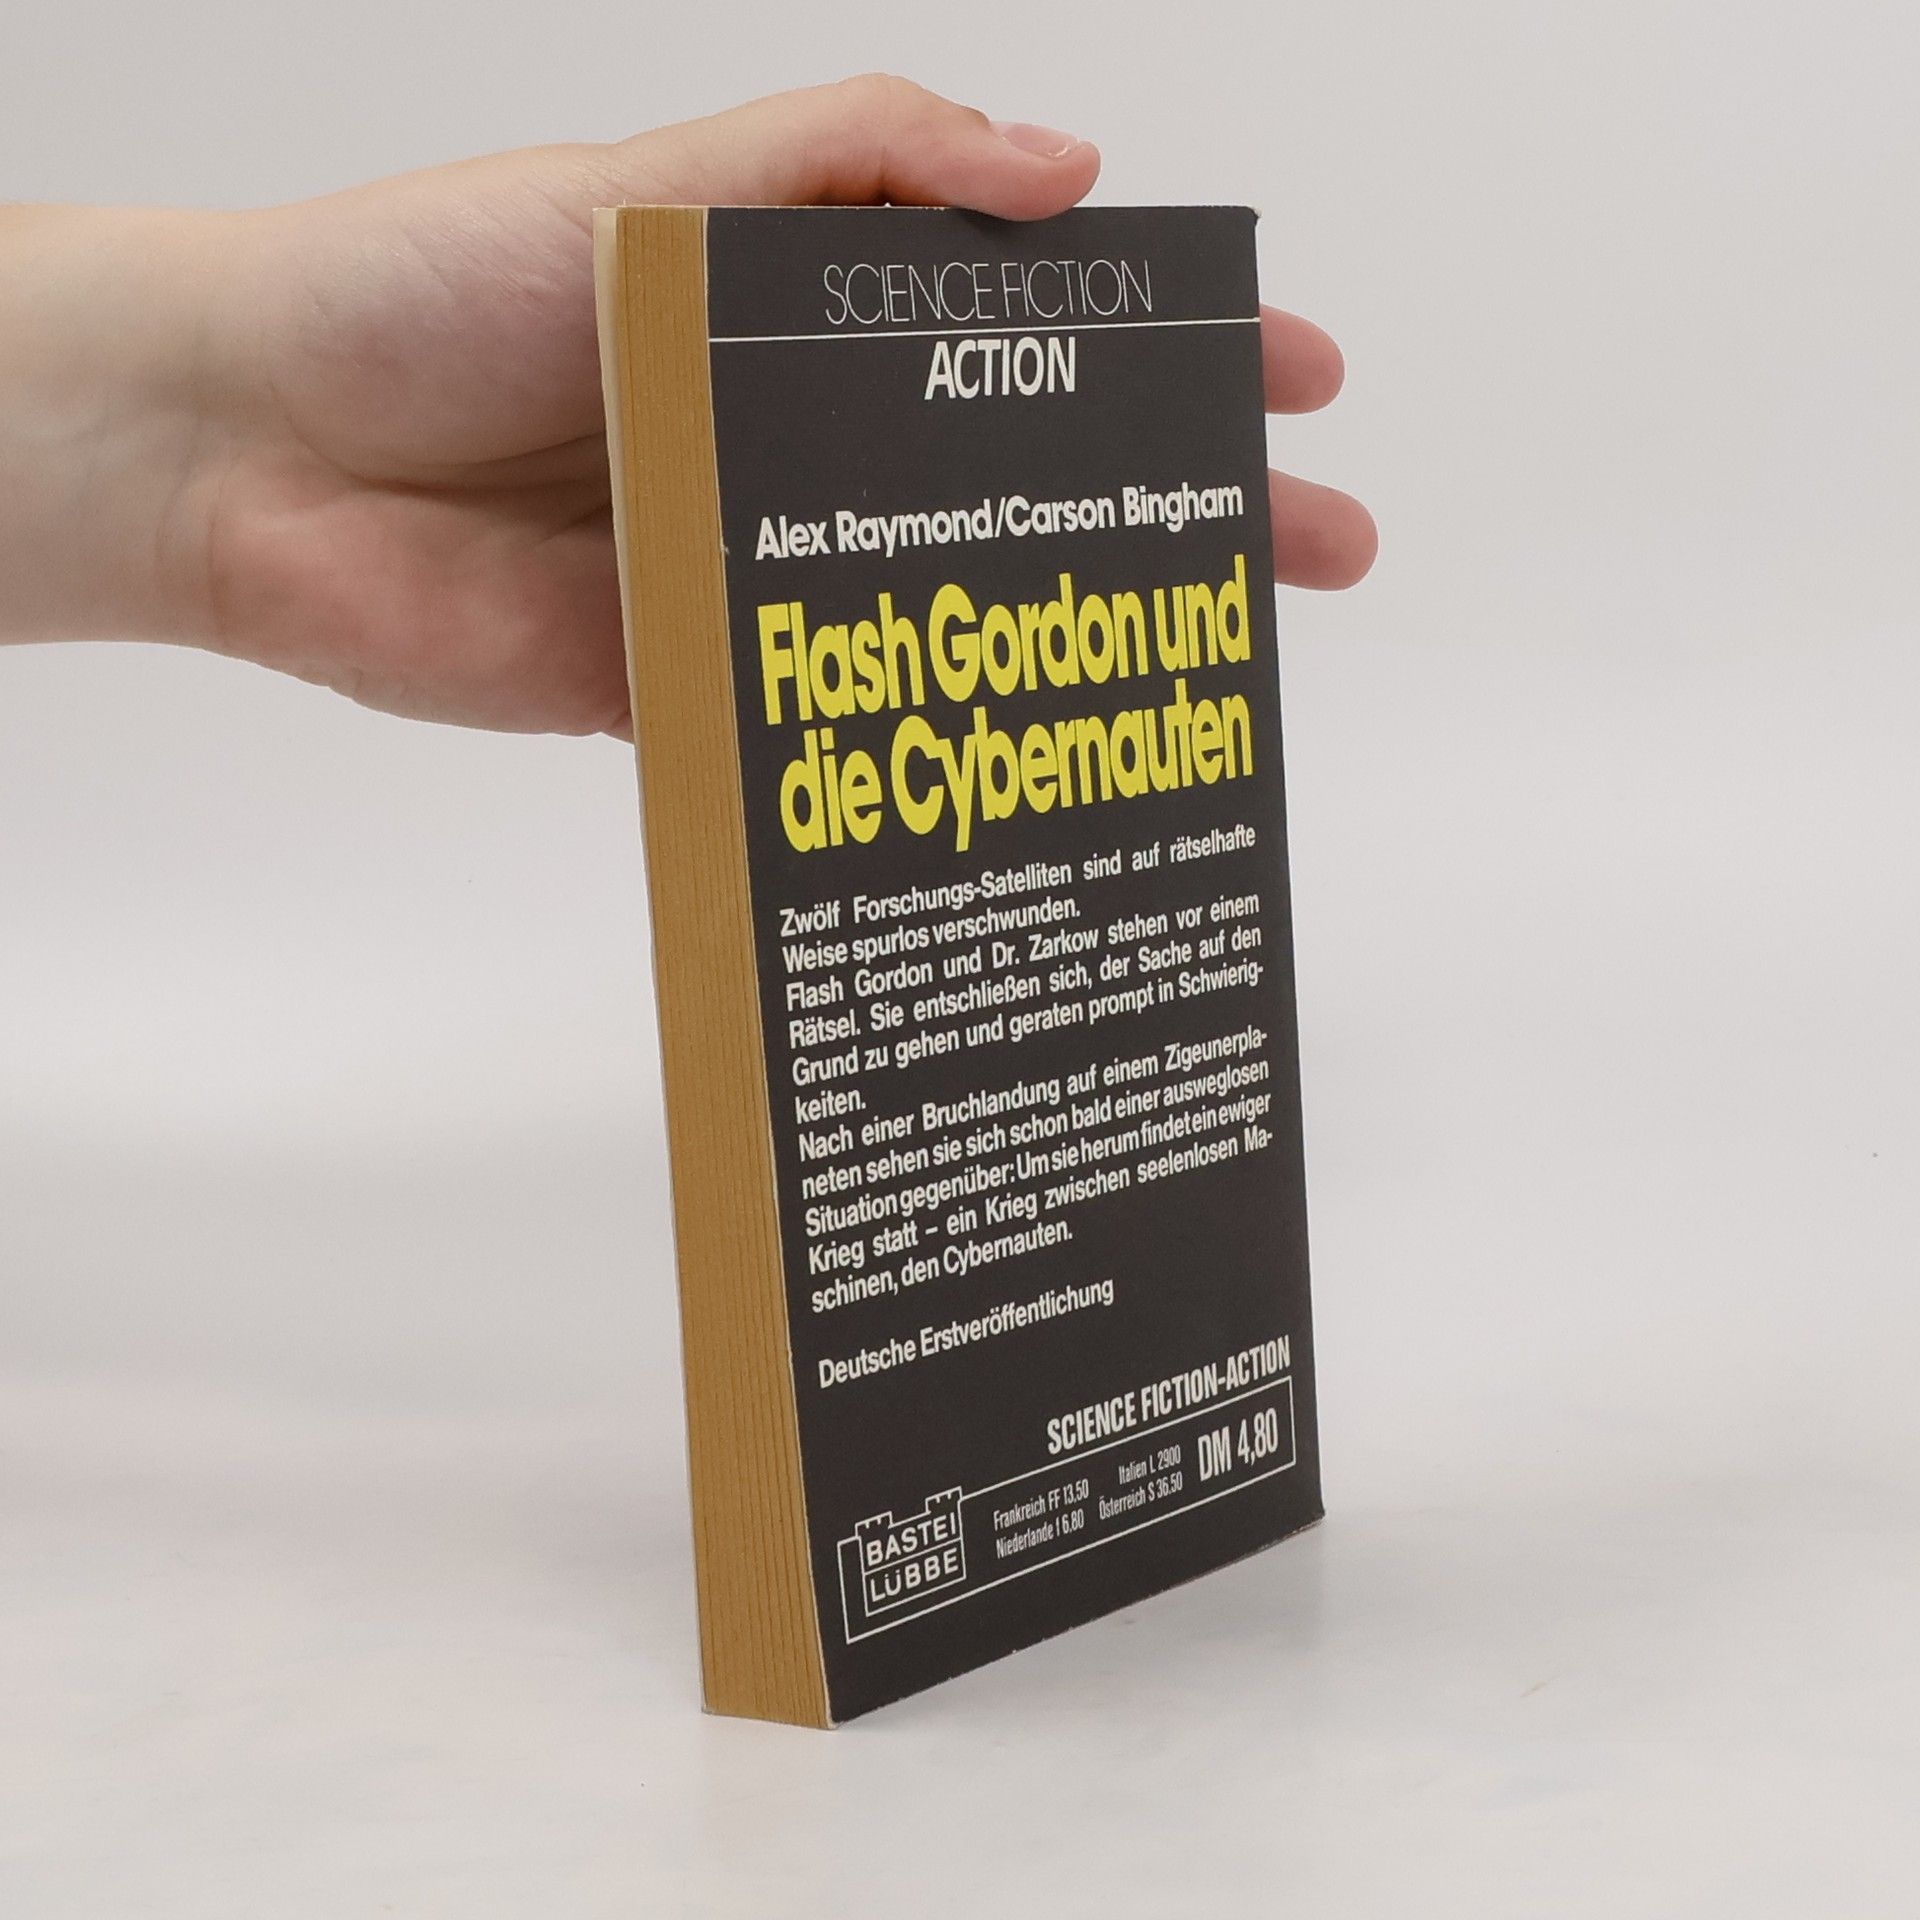 SCIENCE FICTION
ACTION
Alex Raymond/Carson Bingham
Flash Gordon und
die Cybernauten
Zwölf Forschungs-Satelliten sind auf rätselhafte
Weise spurlos verschwunden.
Flash Gordon und Dr. Zarkow stehen vor einem
Rätsel. Sie entschließen sich, der Sache auf den
Grund zu gehen und geraten prompt in Schwierig-
keiten.
Nach einer Bruchlandung auf einem Zigeunerpla-
neten sehen sie sich schon bald einer ausweglosen
Situation gegenüber: Um sie herum findet ein ewiger
Krieg statt – ein Krieg zwischen seelenlosen Ma-
schinen, den Cybernauten.
Deutsche Erstveröffentlichung
SCIENCE FICTION-ACTION
BASTEI
LÜBBE
Frankreich FF 13,50 Italien L 2900
Niederlande f 6,80 Österreich S 36.50
DM 4,80